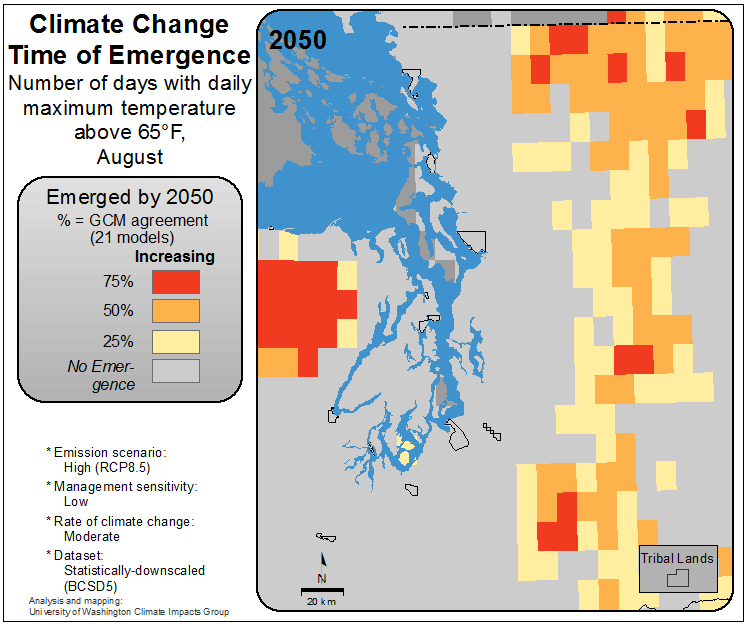 Climate Change
Time of Emergence
Number of days with daily
maximum temperature
above 65°F,
August
Emerged by 2050
% = GCM agreement
(21 models)
Increasing
75%
50%
25%
No Emer-
gence
* Emission scenario:
High (RCP8.5)
* Management sensitivity:
Low
* Rate of climate change:
Moderate
* Dataset:
Statistically-downscaled
(BCSD5)
Analysis and mapping:
University of Washington Climate Impacts Group
2050
N
20 km
Tribal Lands